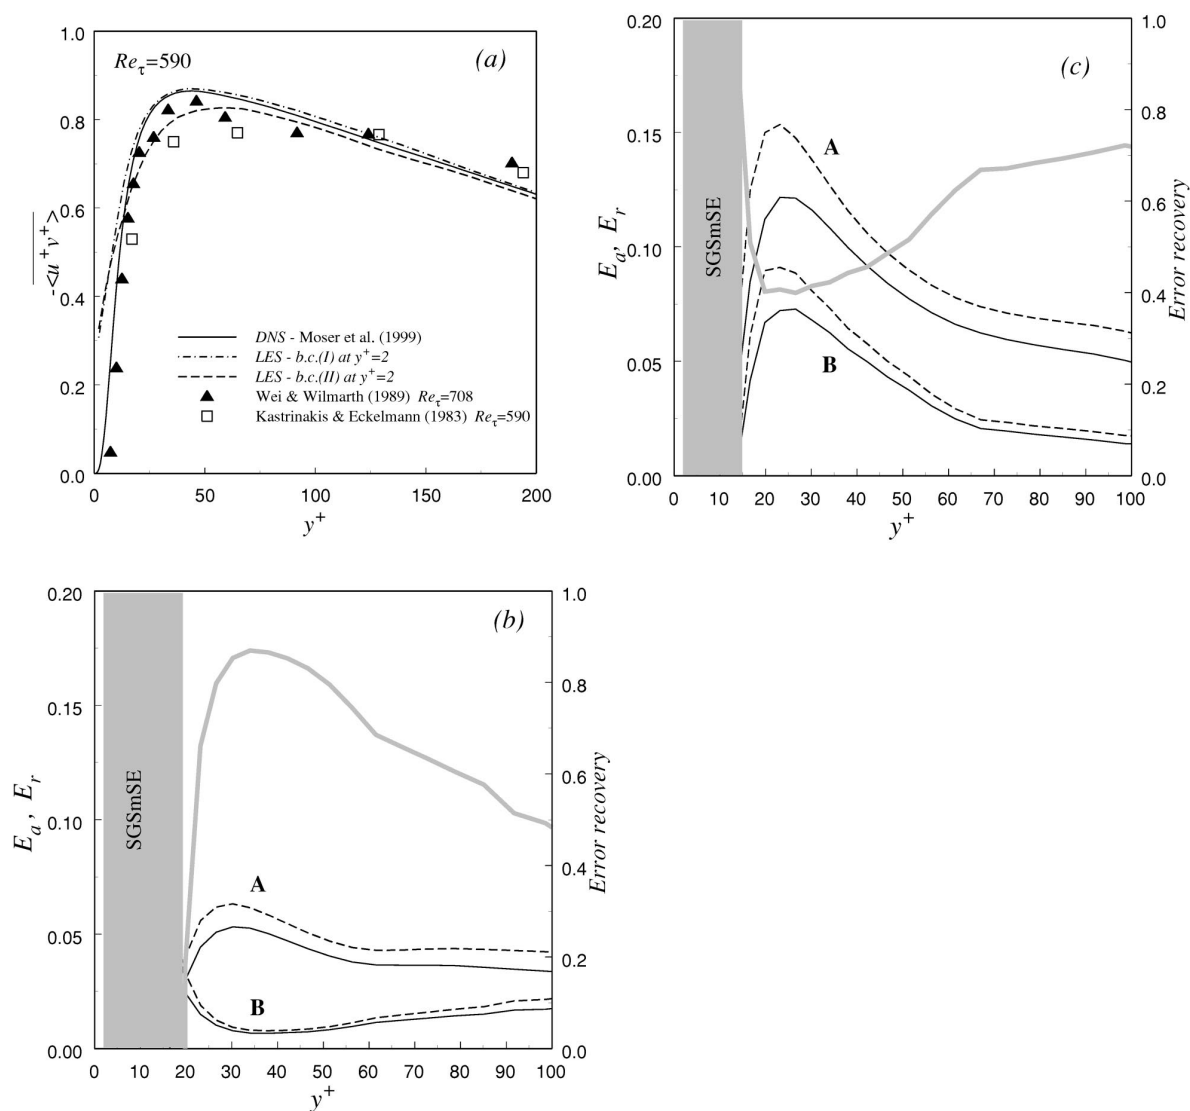 (a)
Re_τ=590
-<u⁺v⁺>
1.0
0.8
0.6
0.4
0.2
0.0
DNS - Moser et al. (1999)
LES - b.c.(I) at y⁺=2
LES - b.c.(II) at y⁺=2
Wei & Wilmarth (1989) Re_τ=708
Kastrinakis & Eckelmann (1983) Re_τ=590
0 50 100 150 200
y⁺
(c)
E_a, E_r
0.20
0.15
0.10
0.05
0.00
SGSmSE
A
B
1.0
0.8
0.6
0.4
0.2
0.0
Error recovery
0 10 20 30 40 50 60 70 80 90 100
y⁺
(b)
E_a, E_r
0.20
0.15
0.10
0.05
0.00
SGSmSE
A
B
1.0
0.8
0.6
0.4
0.2
0.0
Error recovery
0 10 20 30 40 50 60 70 80 90 100
y⁺